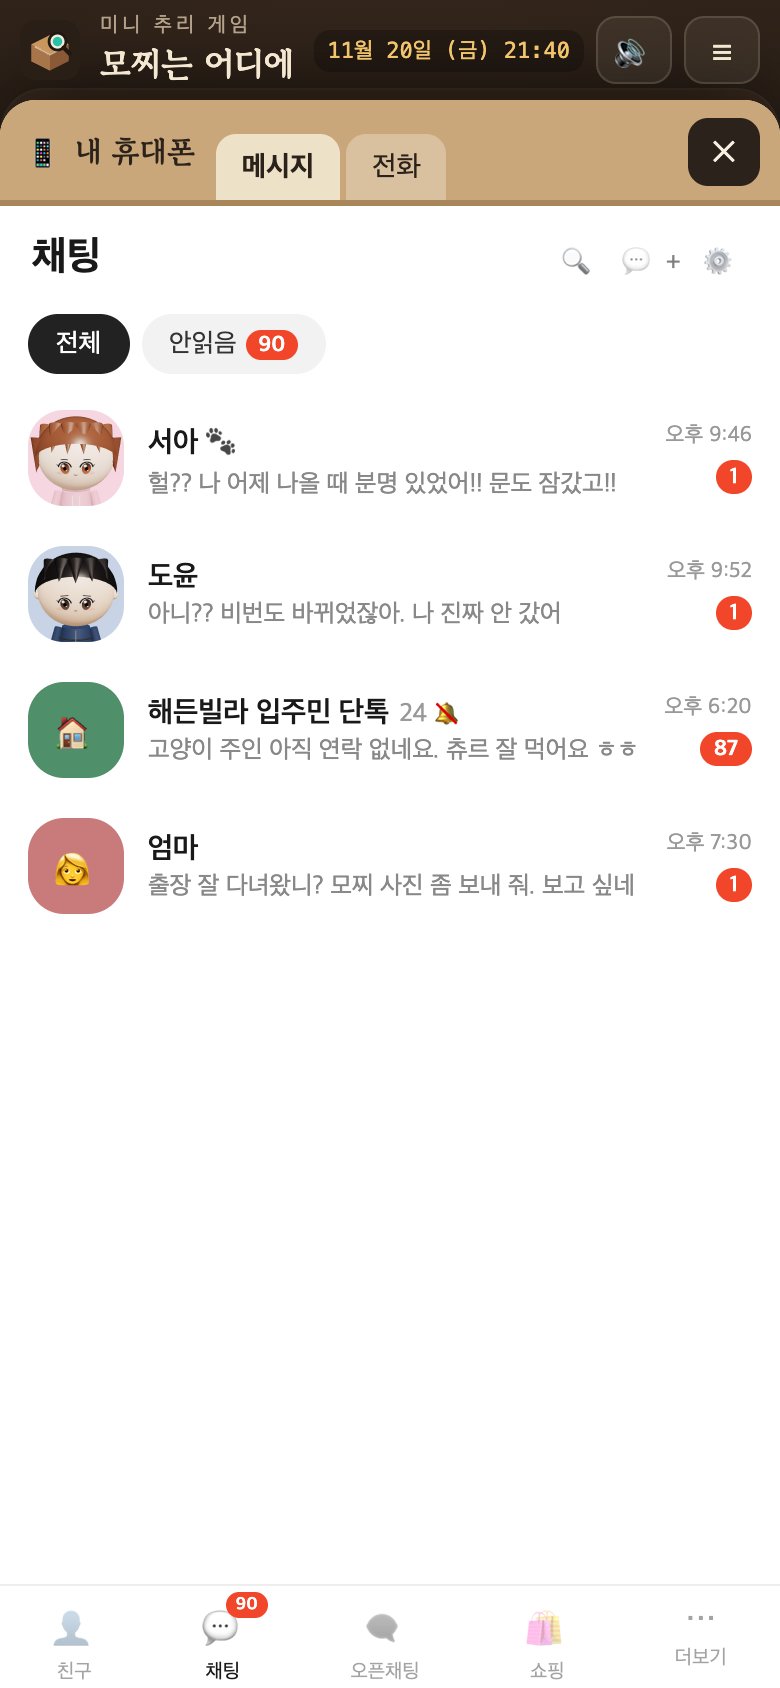 미니 추리 게임
모찌는 어디에
11월 20일 (금) 21:40
내 휴대폰
메시지
전화
채팅
전체
안읽음 90
서아
오후 9:46
헐?? 나 어제 나올 때 분명 있었어!! 문도 잠갔고!!
1
도윤
오후 9:52
아니?? 비번도 바뀌었잖아. 나 진짜 안 갔어
1
해든빌라 입주민 단톡 24
오후 6:20
고양이 주인 아직 연락 없네요. 츄르 잘 먹어요 ㅎㅎ
87
엄마
오후 7:30
출장 잘 다녀왔니? 모찌 사진 좀 보내 줘. 보고 싶네
1
90
친구
채팅
오픈채팅
쇼핑
더보기